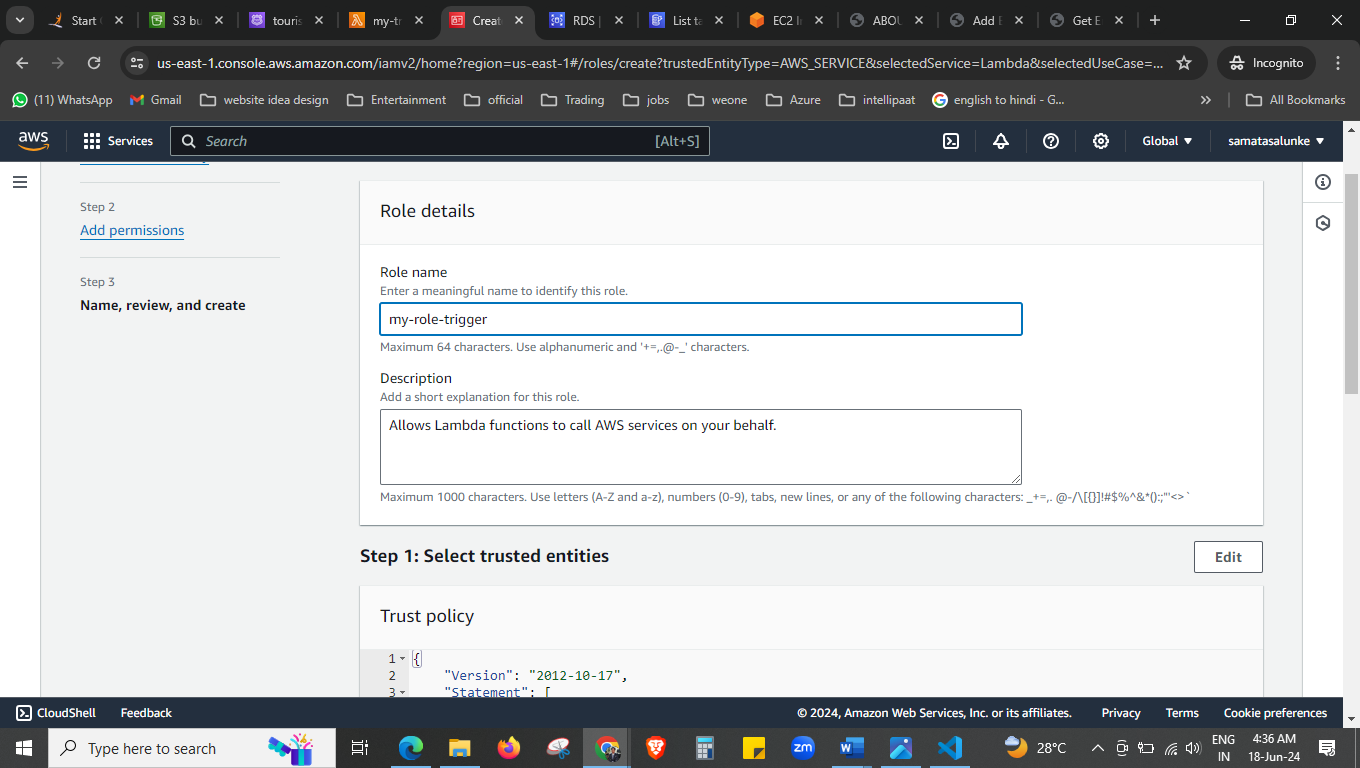 Start
S3 bu
touris
my-tr
Create
RDS |
List ta
EC2 In
ABOU
Add E
Get E
us-east-1.console.aws.amazon.com/iamv2/home?region=us-east-1#/roles/create?trustedEntityType=AWS_SERVICE&selectedService=Lambda&selectedUseCase=...
Incognito
(11) WhatsApp
Gmail
website idea design
Entertainment
official
Trading
jobs
weone
Azure
intellipaat
english to hindi - G...
All Bookmarks
aws
Services
Search
[Alt+S]
Global
samatasalunke
Step 2
Add permissions
Step 3
Name, review, and create
Role details
Role name
Enter a meaningful name to identify this role.
my-role-trigger
Maximum 64 characters. Use alphanumeric and '+=,.@-_' characters.
Description
Add a short explanation for this role.
Allows Lambda functions to call AWS services on your behalf.
Maximum 1000 characters. Use letters (A-Z and a-z), numbers (0-9), tabs, new lines, or any of the following characters: _+=,. @-/\[{}]!#$%^&*();:"'<>`
Step 1: Select trusted entities
Edit
Trust policy
1 {
2 "Version": "2012-10-17",
3 "Statement": [
CloudShell
Feedback
© 2024, Amazon Web Services, Inc. or its affiliates.
Privacy
Terms
Cookie preferences
Type here to search
zm
28°C
ENG
IN
4:36 AM
18-Jun-24